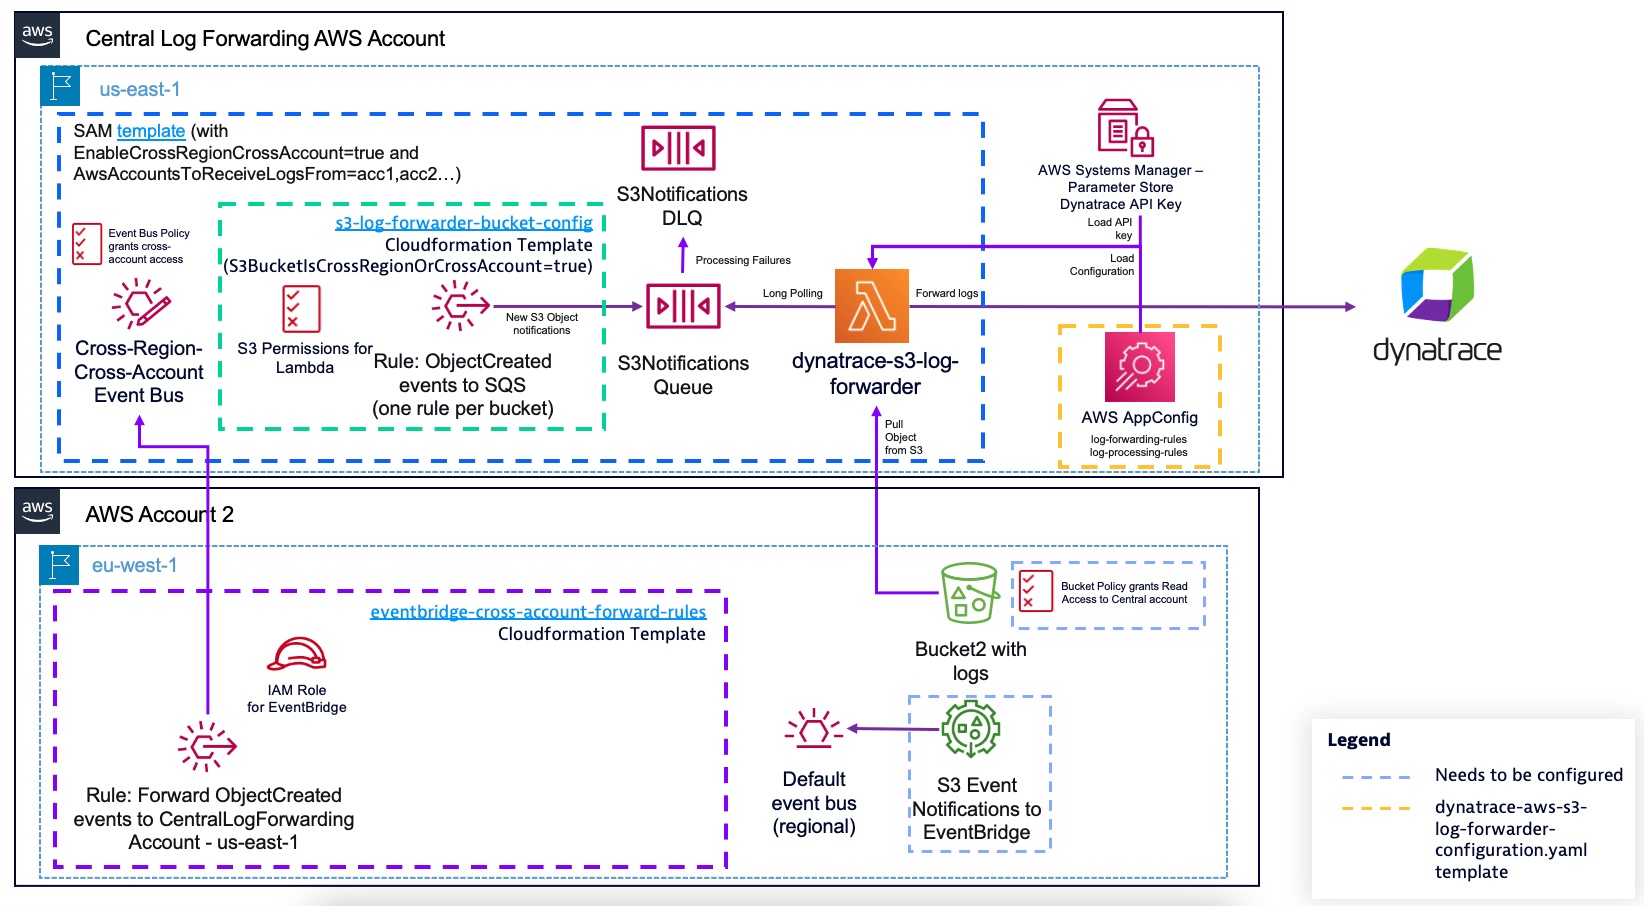 aws
Central Log Forwarding AWS Account
us-east-1
SAM template (with
EnableCrossRegionCrossAccount=true and
AwsAccountsToReceiveLogsFrom=acc1,acc2...)
Event Bus Policy
grants cross-
account access
Cross-Region-
Cross-Account
Event Bus
s3-log-forwarder-bucket-config
Cloudformation Template
(S3BucketIsCrossRegionOrCrossAccount=true)
S3 Permissions for
Lambda
New S3 Object
notifications
Rule: ObjectCreated
events to SQS
(one rule per bucket)
S3Notifications
DLQ
Processing Failures
S3Notifications
Queue
Long Polling
dynatrace-s3-log-
forwarder
Forward logs
Pull
Object
from S3
AWS Systems Manager –
Parameter Store
Dynatrace API Key
Load API
key
Load
Configuration
AWS AppConfig
log-forwarding-rules
log-processing-rules
dynatrace
aws
AWS Account 2
eu-west-1
eventbridge-cross-account-forward-rules
Cloudformation Template
IAM Role
for EventBridge
Rule: Forward ObjectCreated
events to CentralLogForwarding
Account - us-east-1
Bucket Policy grants Read
Access to Central account
Bucket2 with
logs
Default
event bus
(regional)
S3 Event
Notifications to
EventBridge
Legend
Needs to be configured
dynatrace-aws-s3-
log-forwarder-
configuration.yaml
template